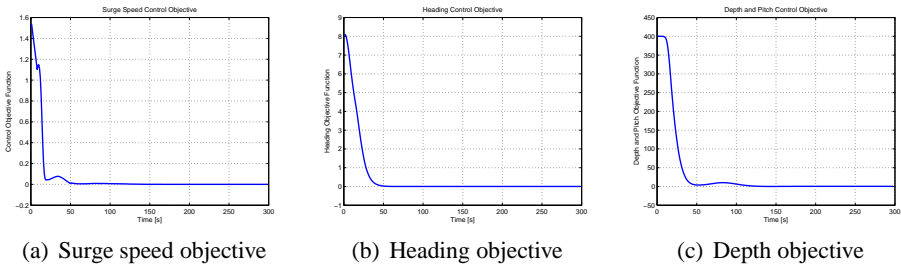 Surge Speed Control Objective
1.6
1.4
1.2
1
0.8
0.6
0.4
0.2
0
−0.2
Control Objective Function
0 50 100 150 200 250 300
Time [s]
(a) Surge speed objective
Heading Control Objective
9
8
7
6
5
4
3
2
1
0
−1
Heading Objective Function
0 50 100 150 200 250 300
Time [s]
(b) Heading objective
Depth and Pitch Control Objective
450
400
350
300
250
200
150
100
50
0
−50
Depth and Pitch Objective Function
0 50 100 150 200 250 300
Time [s]
(c) Depth objective